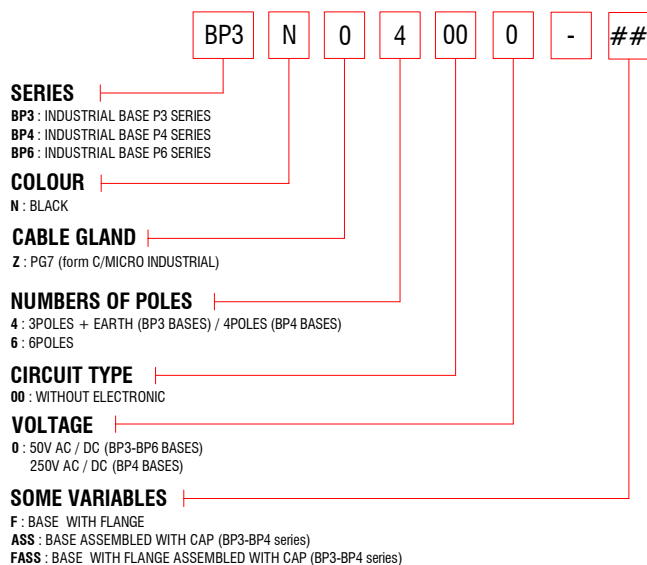 BP3 N 0 4 00 0 - ##
SERIES
BP3 : INDUSTRIAL BASE P3 SERIES
BP4 : INDUSTRIAL BASE P4 SERIES
BP6 : INDUSTRIAL BASE P6 SERIES
COLOUR
N : BLACK
CABLE GLAND
Z : PG7 (form C/MICRO INDUSTRIAL)
NUMBERS OF POLES
4 : 3POLES + EARTH (BP3 BASES) / 4POLES (BP4 BASES)
6 : 6POLES
CIRCUIT TYPE
00 : WITHOUT ELECTRONIC
VOLTAGE
0 : 50V AC / DC (BP3-BP6 BASES)
250V AC / DC (BP4 BASES)
SOME VARIABLES
F : BASE WITH FLANGE
ASS : BASE ASSEMBLED WITH CAP (BP3-BP4 series)
FASS : BASE WITH FLANGE ASSEMBLED WITH CAP (BP3-BP4 series)